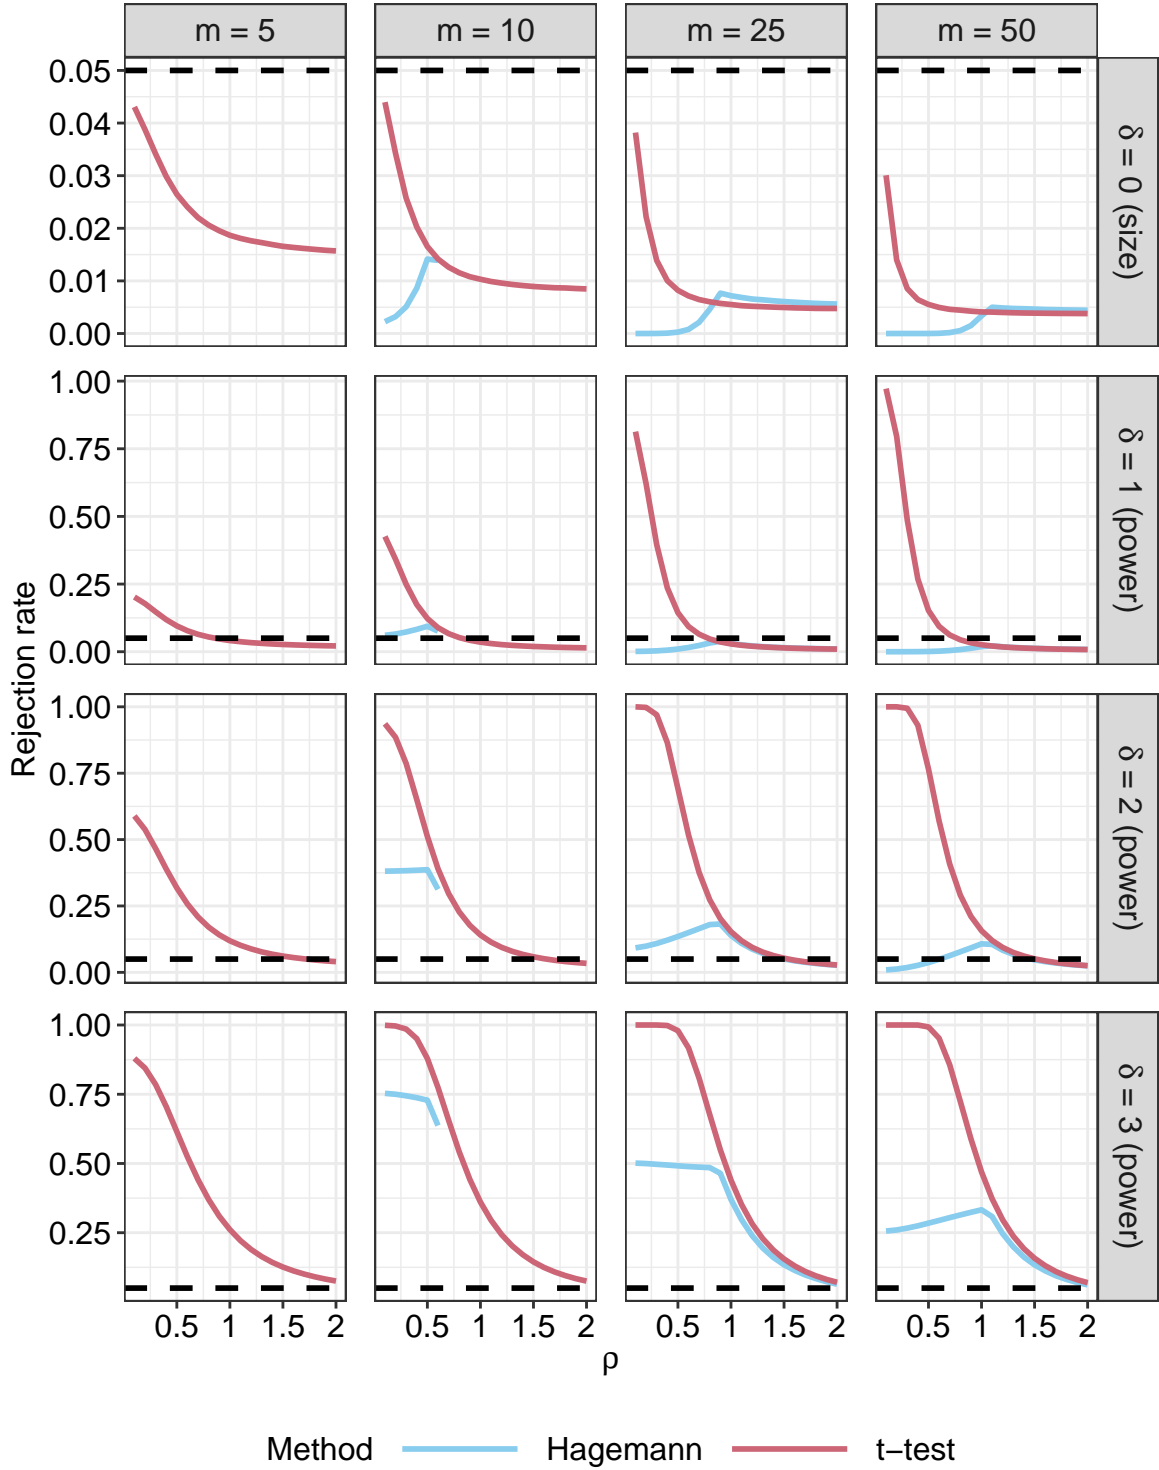 m = 5
m = 10
m = 25
m = 50
0.05
0.04
0.03
0.02
0.01
0.00
δ = 0 (size)
1.00
0.75
0.50
0.25
0.00
δ = 1 (power)
1.00
0.75
0.50
0.25
0.00
δ = 2 (power)
1.00
0.75
0.50
0.25
δ = 3 (power)
Rejection rate
0.5 1 1.5 2
0.5 1 1.5 2
0.5 1 1.5 2
0.5 1 1.5 2
ρ
Method Hagemann t−test